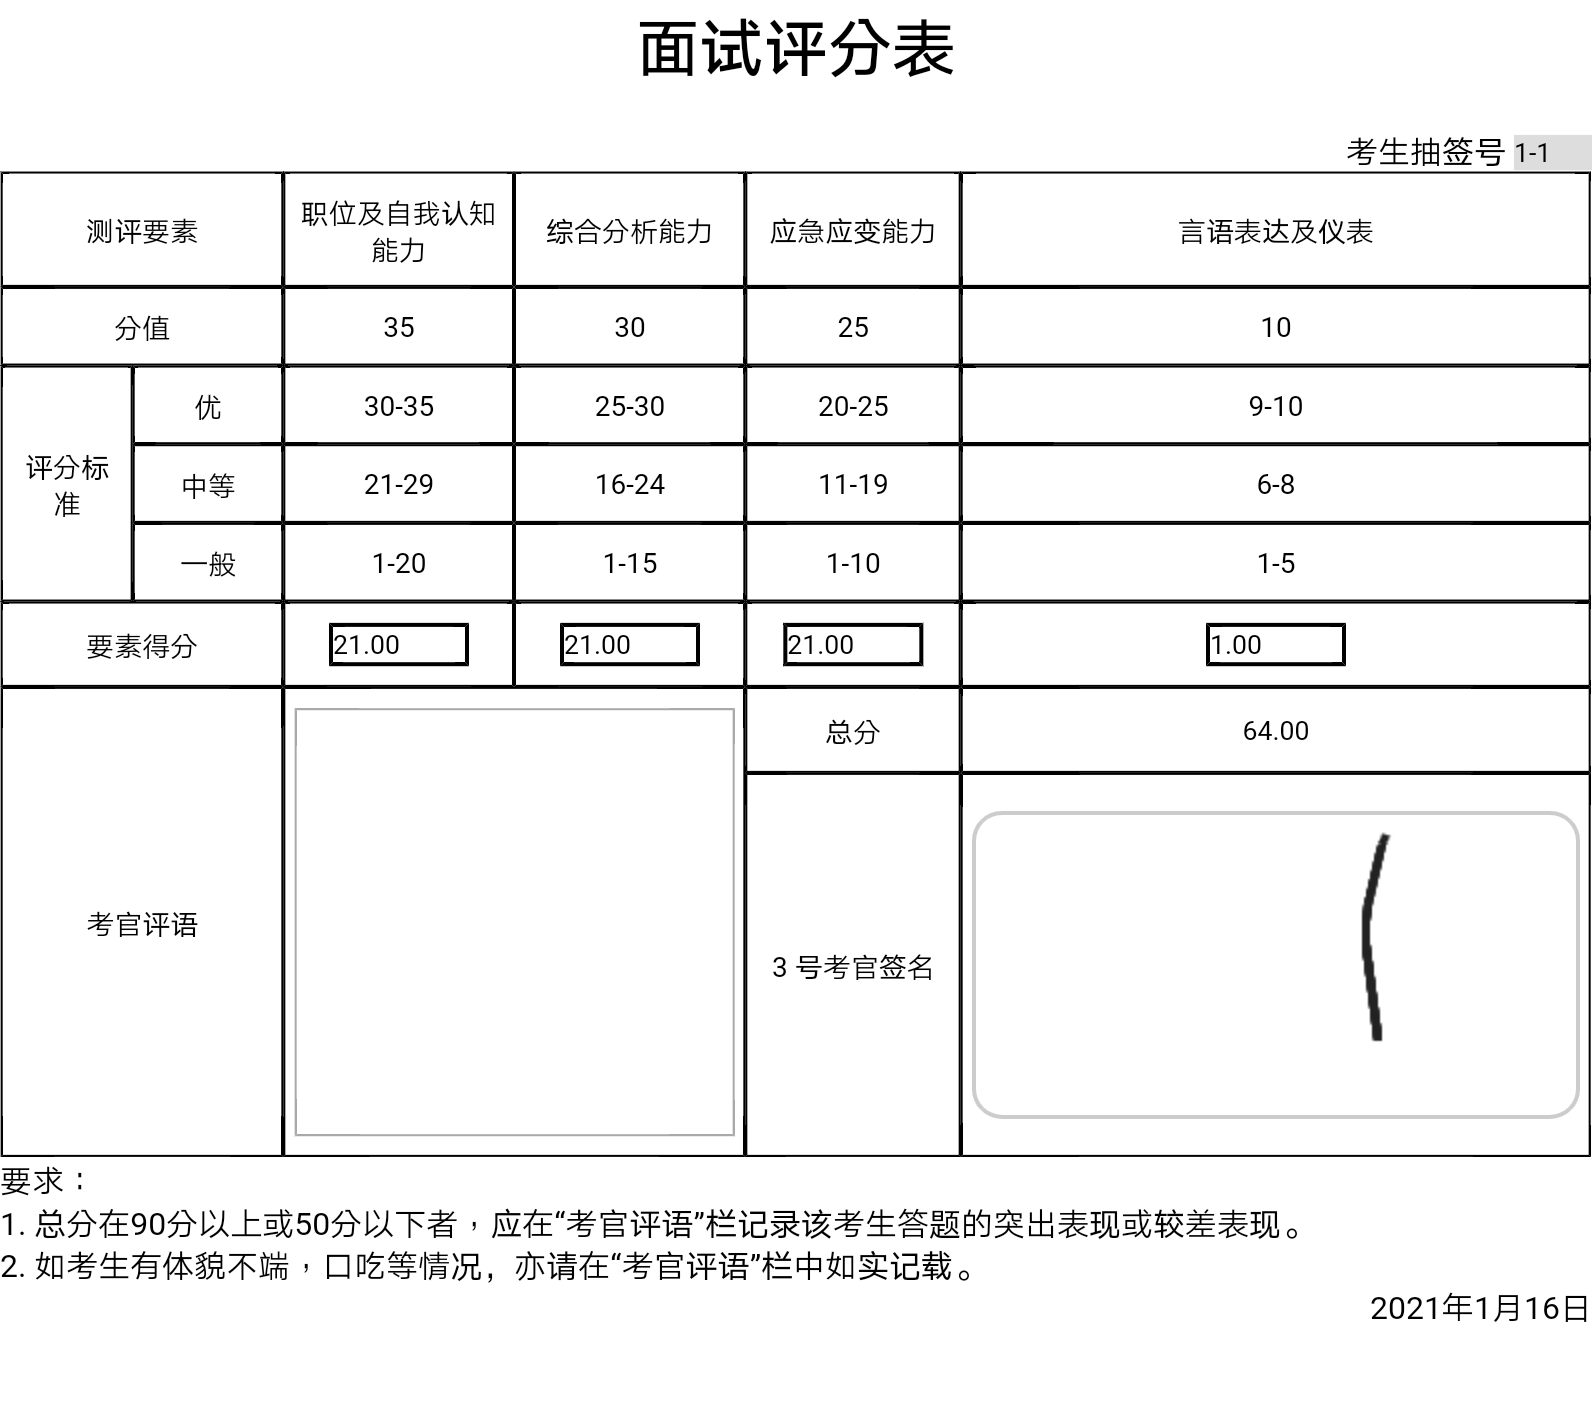 面试评分表
考生抽签号 1-1
测评要素 职位及自我认知能力 综合分析能力 应急应变能力 言语表达及仪表
分值 35 30 25 10
评分标准 优 30-35 25-30 20-25 9-10
中等 21-29 16-24 11-19 6-8
一般 1-20 1-15 1-10 1-5
要素得分 21.00 21.00 21.00 1.00
考官评语 总分 64.00
3 号考官签名
要求：
1. 总分在90分以上或50分以下者，应在“考官评语”栏记录该考生答题的突出表现或较差表现。
2. 如考生有体貌不端，口吃等情况，亦请在“考官评语”栏中如实记载。
2021年1月16日